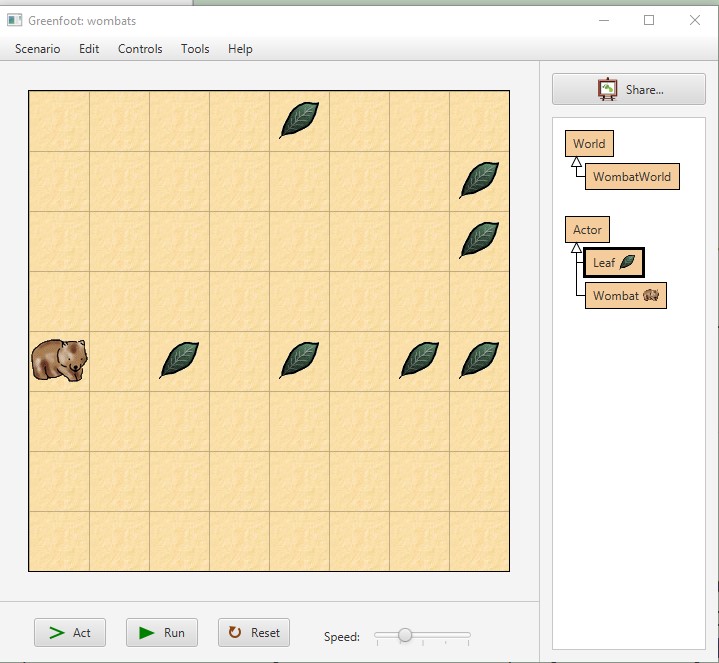 Greenfoot: wombats
Scenario Edit Controls Tools Help
Share...
World
WombatWorld
Actor
Leaf
Wombat
Act Run Reset Speed: